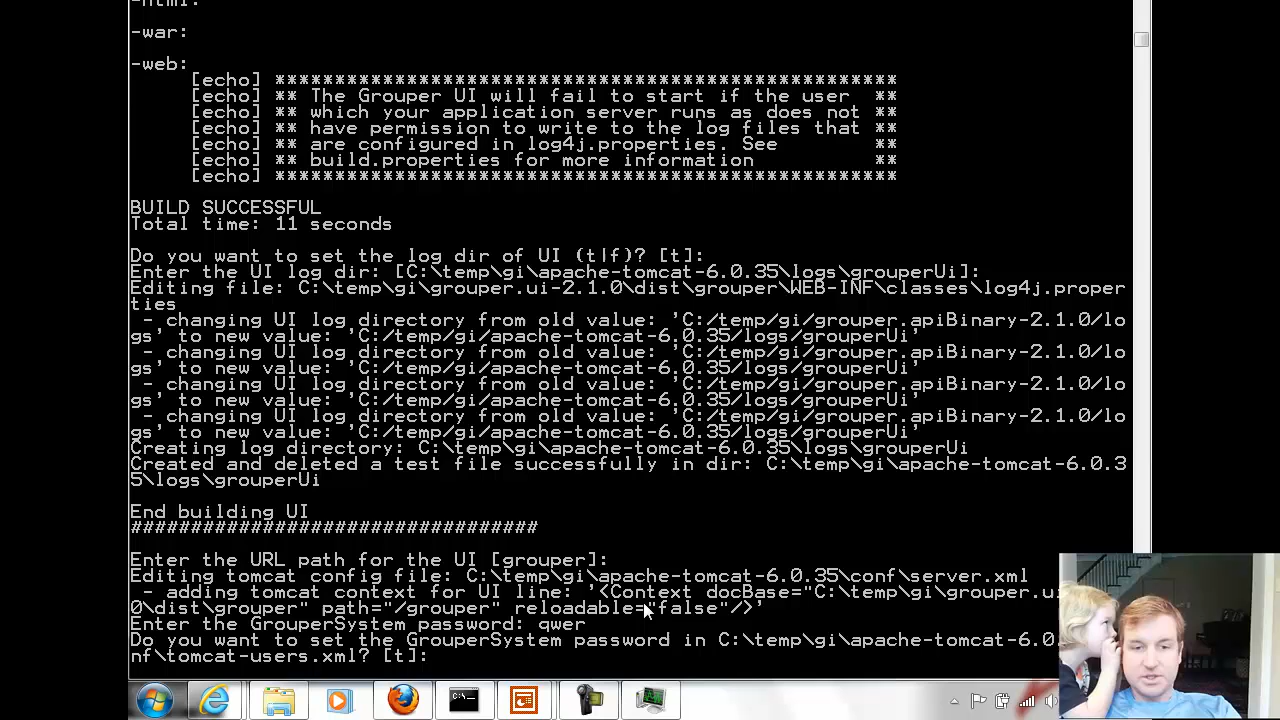 -html:
-war:
-web:
[echo] ****************************************************
[echo] ** The Grouper UI will fail to start if the user **
[echo] ** which your application server runs as does not **
[echo] ** have permission to write to the log files that **
[echo] ** are configured in log4j.properties. See **
[echo] ** build.properties for more information **
[echo] ****************************************************
BUILD SUCCESSFUL
Total time: 11 seconds
Do you want to set the log dir of UI (t|f)? [t]:
Enter the UI log dir: [C:\temp\gi\apache-tomcat-6.0.35\logs\grouperUi]:
Editing file: C:\temp\gi\grouper.ui-2.1.0\dist\grouper\WEB-INF\classes\log4j.proper
ties
- changing UI log directory from old value: 'C:/temp/gi/grouper.apiBinary-2.1.0/lo
gs' to new value: 'C:/temp/gi/apache-tomcat-6.0.35/logs/grouperUi'
- changing UI log directory from old value: 'C:/temp/gi/grouper.apiBinary-2.1.0/lo
gs' to new value: 'C:/temp/gi/apache-tomcat-6.0.35/logs/grouperUi'
- changing UI log directory from old value: 'C:/temp/gi/grouper.apiBinary-2.1.0/lo
gs' to new value: 'C:/temp/gi/apache-tomcat-6.0.35/logs/grouperUi'
- changing UI log directory from old value: 'C:/temp/gi/grouper.apiBinary-2.1.0/lo
gs' to new value: 'C:/temp/gi/apache-tomcat-6.0.35/logs/grouperUi'
Creating log directory: C:\temp\gi\apache-tomcat-6.0.35\logs\grouperUi
Created and deleted a test file successfully in dir: C:\temp\gi\apache-tomcat-6.0.3
5\logs\grouperUi
End building UI
##################################
Enter the URL path for the UI [grouper]:
Editing tomcat config file: C:\temp\gi\apache-tomcat-6.0.35\conf\server.xml
- adding tomcat context for UI line: '<Context docBase="C:\temp\gi\grouper.ui
0\dist\grouper" path="/grouper" reloadable="false"/>'
Enter the GrouperSystem password: qwer
Do you want to set the GrouperSystem password in C:\temp\gi\apache-tomcat-6.0
nf\tomcat-users.xml? [t]:
C:\